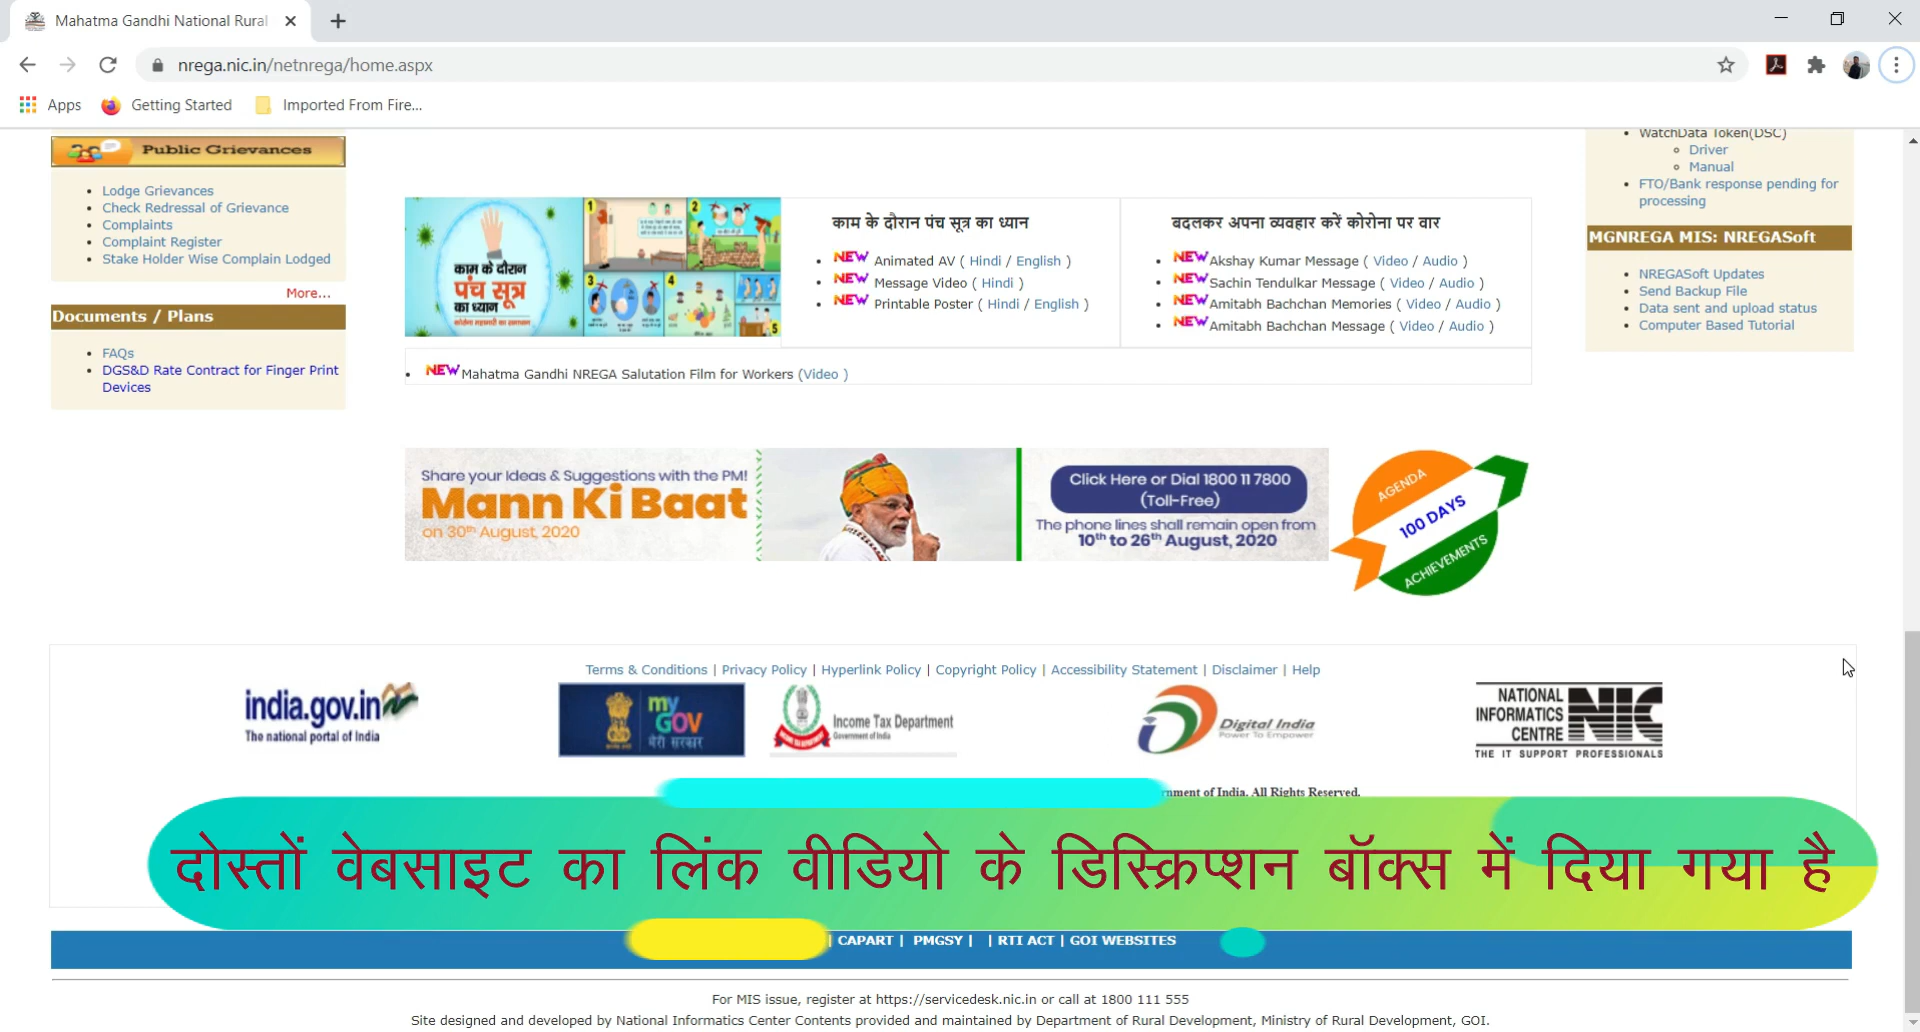 Mahatma Gandhi National Rural
nrega.nic.in/netnrega/home.aspx
Apps
Getting Started
Imported From Fire...
Public Grievances
Lodge Grievances
Check Redressal of Grievance
Complaints
Complaint Register
Stake Holder Wise Complain Lodged
More...
Documents / Plans
FAQs
DGS&D Rate Contract for Finger Print
Devices
काम के दौरान
पंच सूत्र
का ध्यान
1
2
3
4
5
काम के दौरान पंच सूत्र का ध्यान
NEW Animated AV ( Hindi / English )
NEW Message Video ( Hindi )
NEW Printable Poster ( Hindi / English )
बदलकर अपना व्यवहार करें कोरोना पर वार
NEW Akshay Kumar Message ( Video / Audio )
NEW Sachin Tendulkar Message ( Video / Audio )
NEW Amitabh Bachchan Memories ( Video / Audio )
NEW Amitabh Bachchan Message ( Video / Audio )
NEW Mahatma Gandhi NREGA Salutation Film for Workers (Video )
WatchData Token(DSC)
Driver
Manual
FTO/Bank response pending for
processing
MGNREGA MIS: NREGASoft
NREGASoft Updates
Send Backup File
Data sent and upload status
Computer Based Tutorial
Share your Ideas & Suggestions with the PM!
Mann Ki Baat
on 30th August, 2020
Click Here or Dial 1800 11 7800
(Toll-Free)
The phone lines shall remain open from
10th to 26th August, 2020
AGENDA
100 DAYS
ACHIEVEMENTS
Terms & Conditions | Privacy Policy | Hyperlink Policy | Copyright Policy | Accessibility Statement | Disclaimer | Help
india.gov.in
The national portal of India
my
GOV
मेरी सरकार
Income Tax Department
Government of India
Digital India
Power To Empower
NATIONAL
INFORMATICS
CENTRE
NIC
THE IT SUPPORT PROFESSIONALS
nment of India. All Rights Reserved.
दोस्तों वेबसाइट का लिंक वीडियो के डिस्क्रिप्शन बॉक्स में दिया गया है
| CAPART | PMGSY | | RTI ACT | GOI WEBSITES
For MIS issue, register at https://servicedesk.nic.in or call at 1800 111 555
Site designed and developed by National Informatics Center Contents provided and maintained by Department of Rural Development, Ministry of Rural Development, GOI.